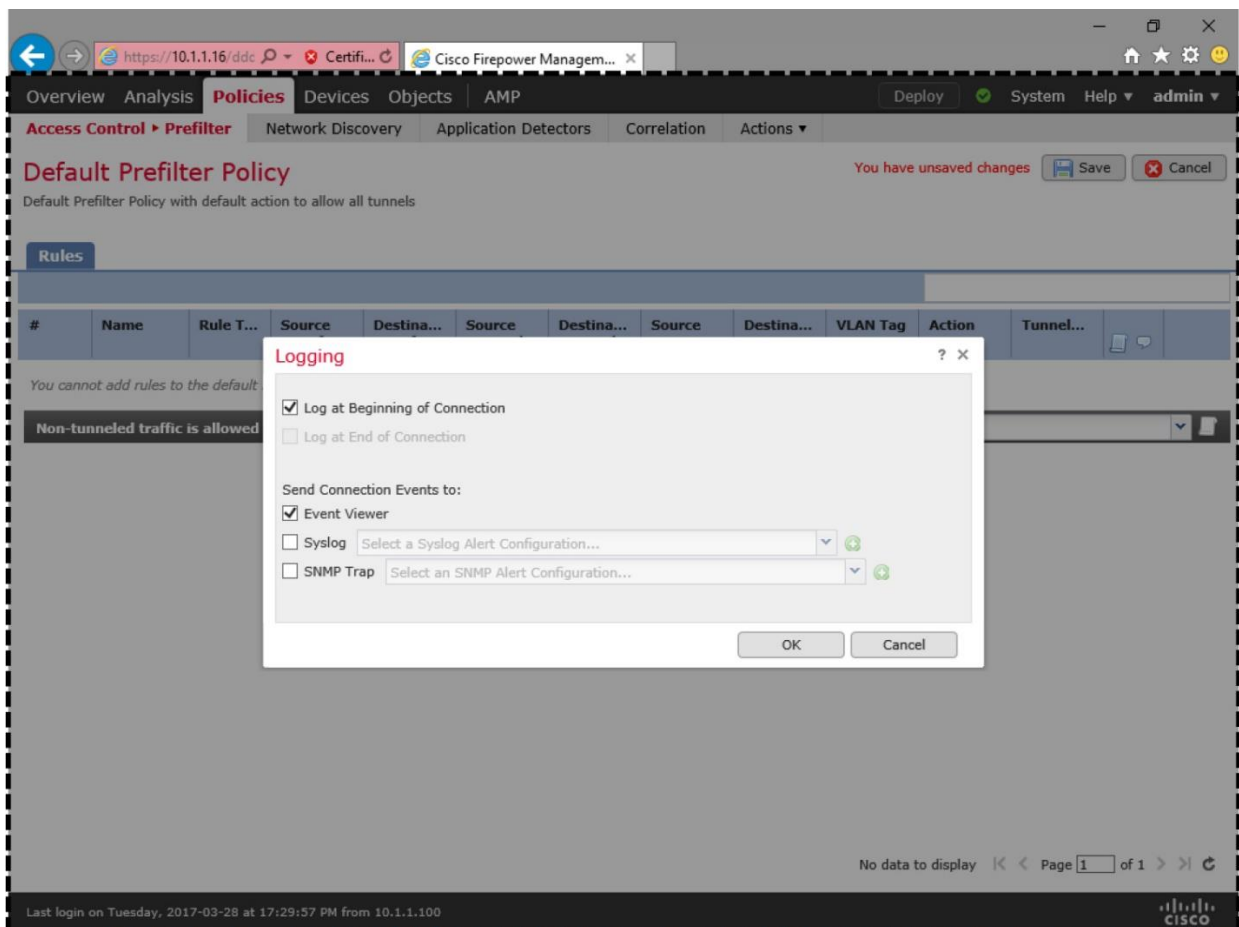 https://10.1.1.16/ddc Certifi... Cisco Firepower Managem...
Overview Analysis Policies Devices Objects AMP Deploy System Help admin
Access Control ▸ Prefilter Network Discovery Application Detectors Correlation Actions
Default Prefilter Policy
You have unsaved changes Save Cancel
Default Prefilter Policy with default action to allow all tunnels
Rules
# Name Rule T... Source Destina... Source Destina... Source Destina... VLAN Tag Action Tunnel...
You cannot add rules to the default
Non-tunneled traffic is allowed
Logging ?
Log at Beginning of Connection
Log at End of Connection
Send Connection Events to:
Event Viewer
Syslog Select a Syslog Alert Configuration...
SNMP Trap Select an SNMP Alert Configuration...
OK Cancel
No data to display Page 1 of 1
Last login on Tuesday, 2017-03-28 at 17:29:57 PM from 10.1.1.100
CISCO